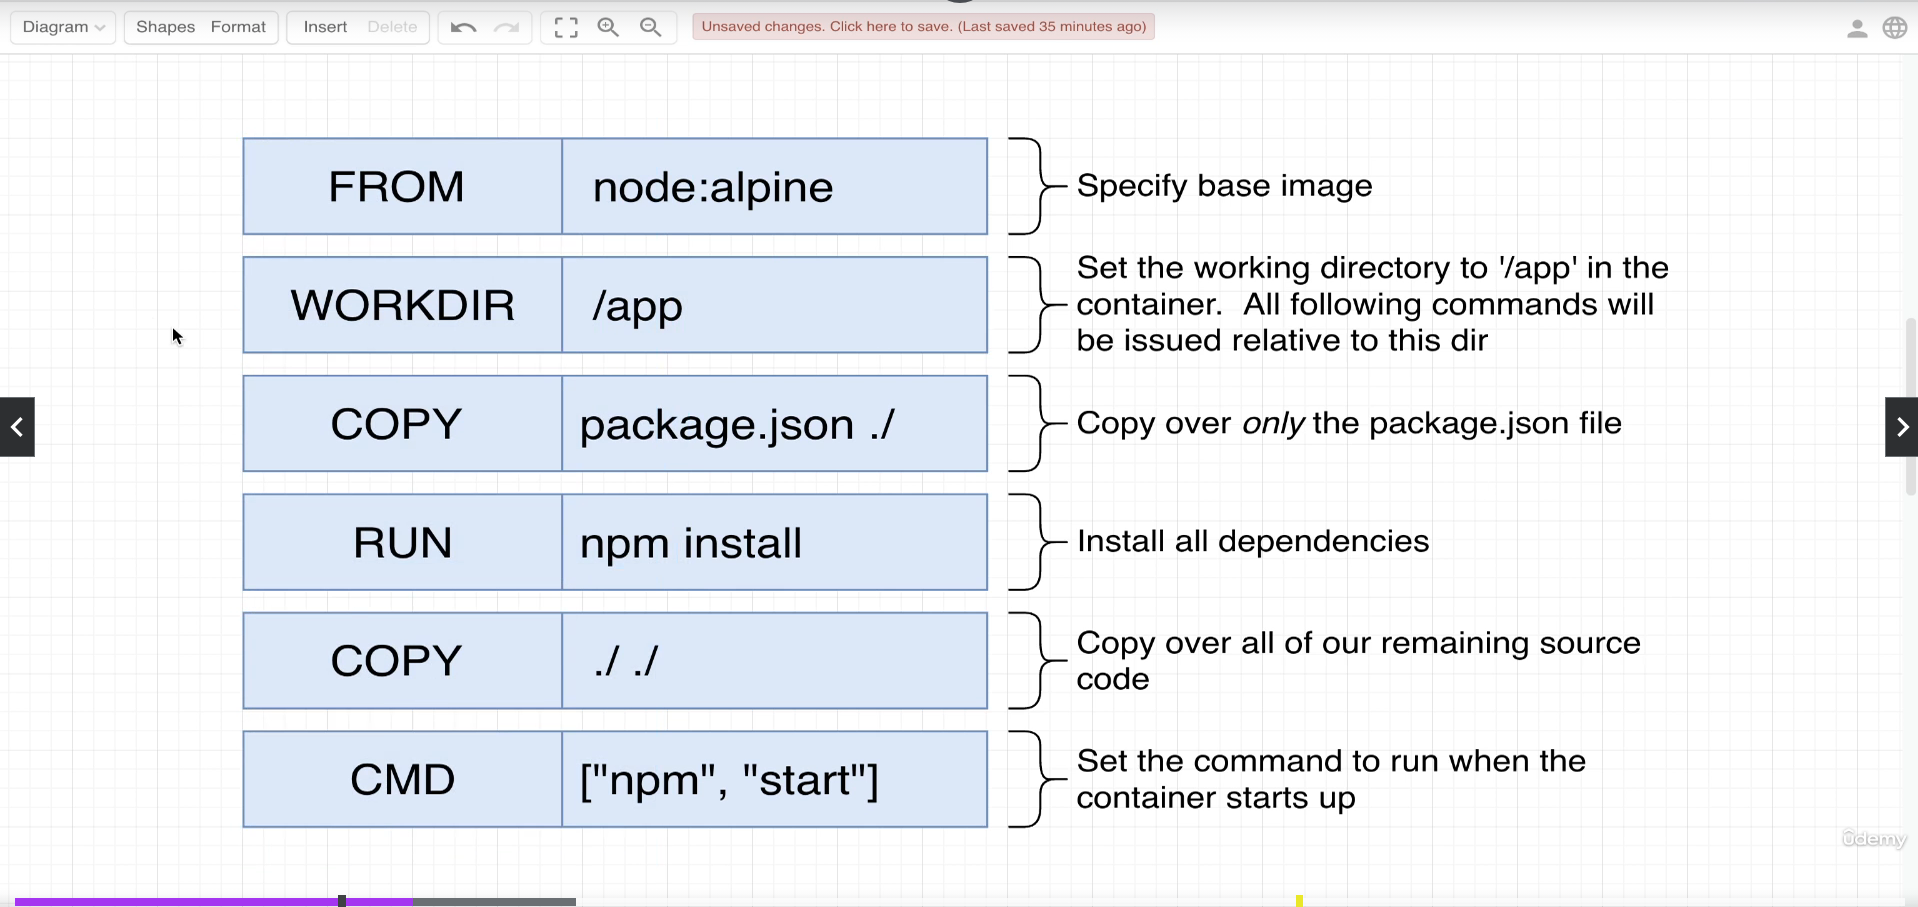 Diagram Shapes Format Insert Delete Unsaved changes. Click here to save. (Last saved 35 minutes ago)
FROM node:alpine Specify base image
WORKDIR /app
Set the working directory to '/app' in the
container. All following commands will
be issued relative to this dir
COPY package.json ./ Copy over only the package.json file
RUN npm install Install all dependencies
COPY ./ ./
Copy over all of our remaining source
code
CMD ["npm", "start"]
Set the command to run when the
container starts up
ûdemy